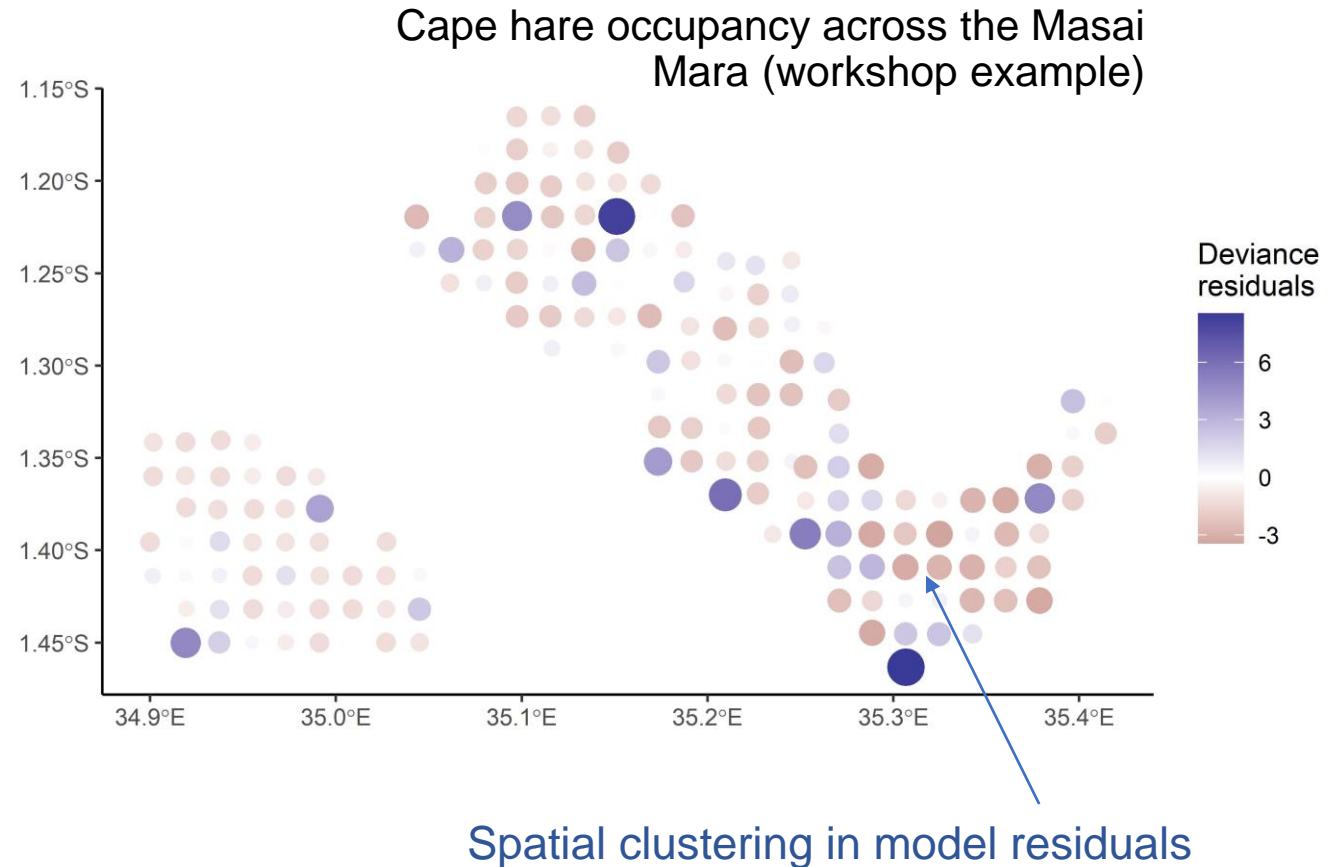 Cape hare occupancy across the Masai
Mara (workshop example)
1.15°S
1.20°S
1.25°S
1.30°S
1.35°S
1.40°S
1.45°S
34.9°E 35.0°E 35.1°E 35.2°E 35.3°E 35.4°E
Deviance
residuals
6
3
0
-3
Spatial clustering in model residuals